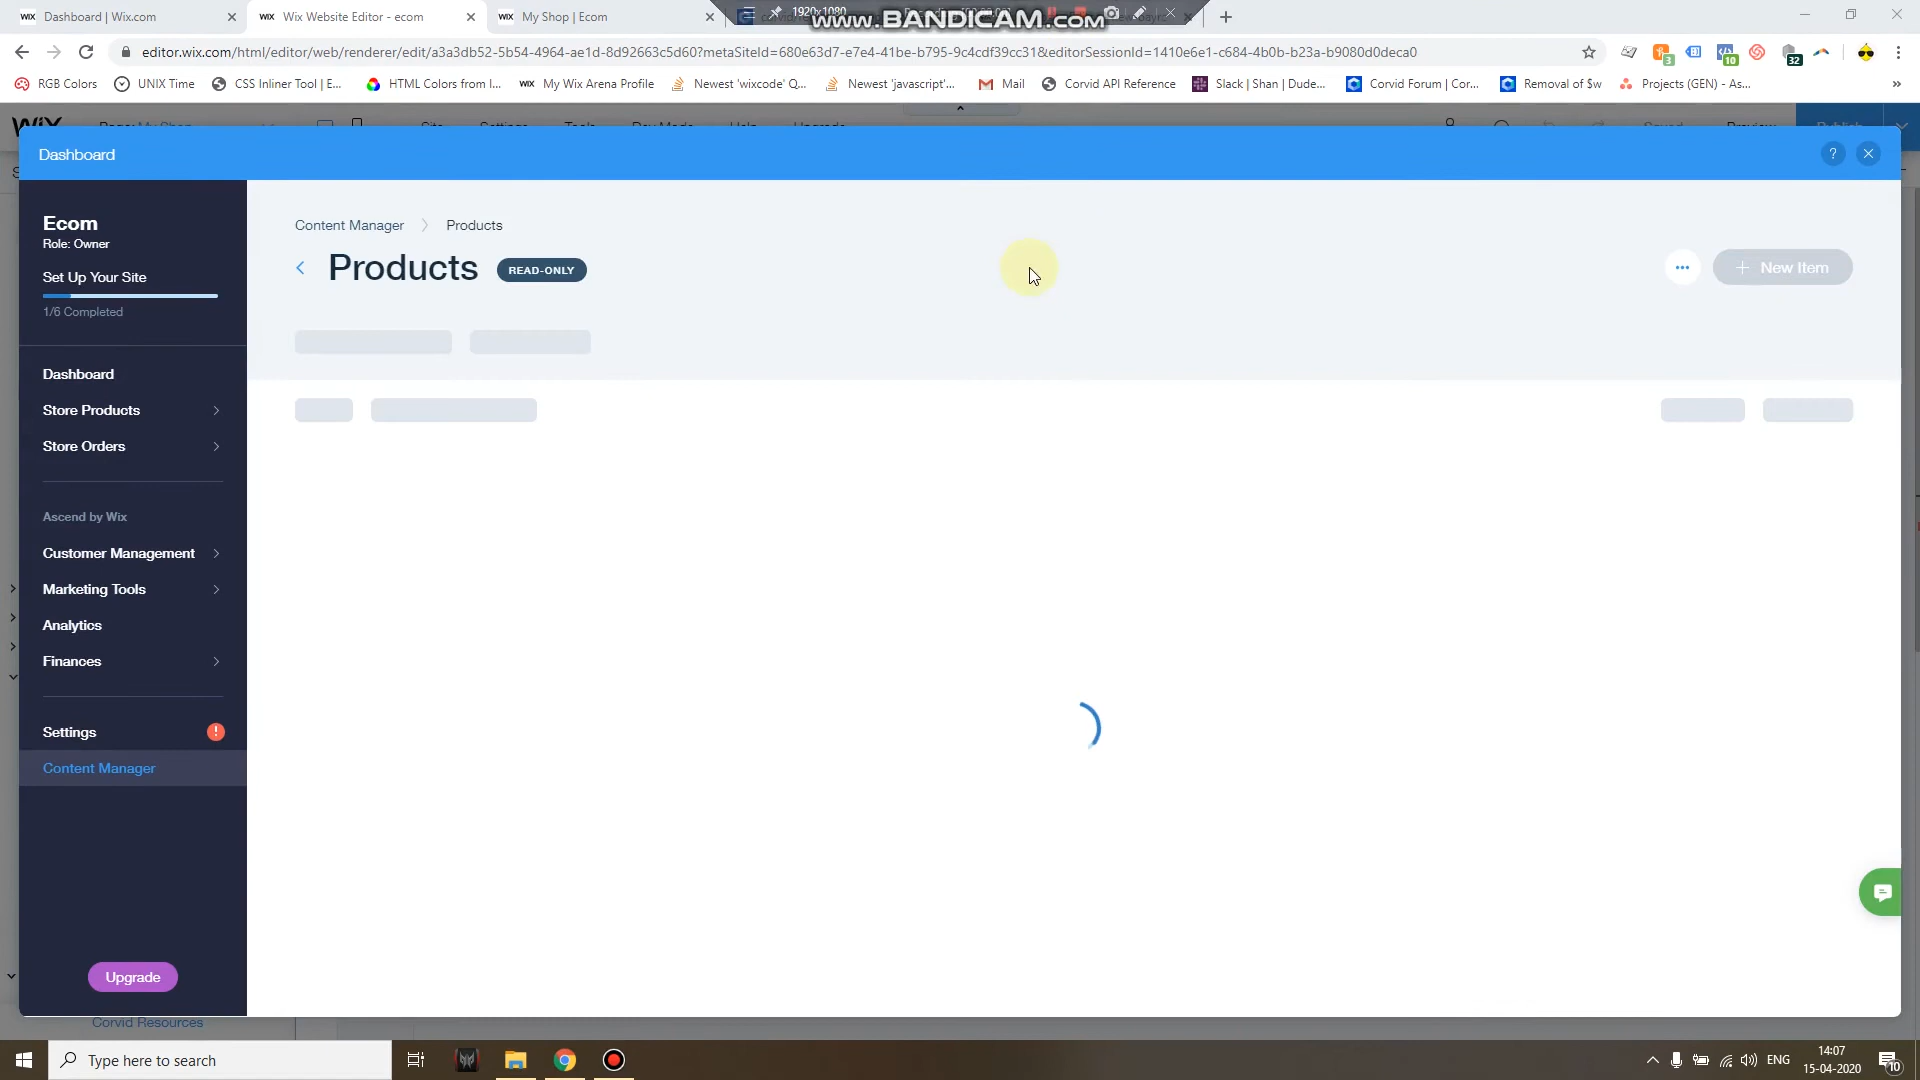 Dashboard | Wix.com
Wix Website Editor - ecom
My Shop | Ecom
1920x1080
www.BANDICAM.com
editor.wix.com/html/editor/web/renderer/edit/a3a3db52-5b54-4964-ae1d-8d92663c5d60?metaSiteId=680e63d7-e7e4-41be-b795-9c4cdf39cc31&editorSessionId=1410e6e1-c684-4b0b-b23a-b9080d0deca0
3
10
32
RGB Colors
UNIX Time
CSS Inliner Tool | E...
HTML Colors from I...
WIX My Wix Arena Profile
Newest 'wixcode' Q...
Newest 'javascript'...
Mail
Corvid API Reference
Slack | Shan | Dude...
Corvid Forum | Cor...
Removal of $w
Projects (GEN) - As...
»
Dashboard
?
Ecom
Role: Owner
Set Up Your Site
1/6 Completed
Dashboard
Store Products
Store Orders
Ascend by Wix
Customer Management
Marketing Tools
Analytics
Finances
Settings
!
Content Manager
Upgrade
Content Manager
Products
Products
READ-ONLY
+ New Item
Corvid Resources
Type here to search
ENG
14:07
15-04-2020
10